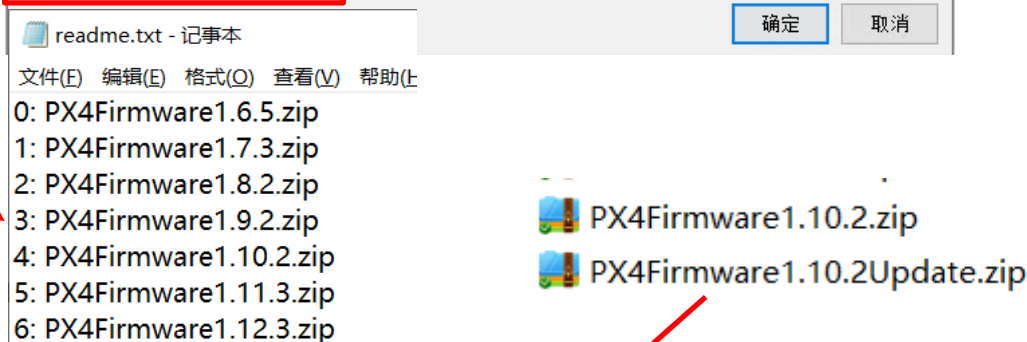 readme.txt - 记事本
确定
取消
文件(F) 编辑(E) 格式(O) 查看(V) 帮助(H
0: PX4Firmware1.6.5.zip
1: PX4Firmware1.7.3.zip
2: PX4Firmware1.8.2.zip
3: PX4Firmware1.9.2.zip
4: PX4Firmware1.10.2.zip
5: PX4Firmware1.11.3.zip
6: PX4Firmware1.12.3.zip
PX4Firmware1.10.2.zip
PX4Firmware1.10.2Update.zip